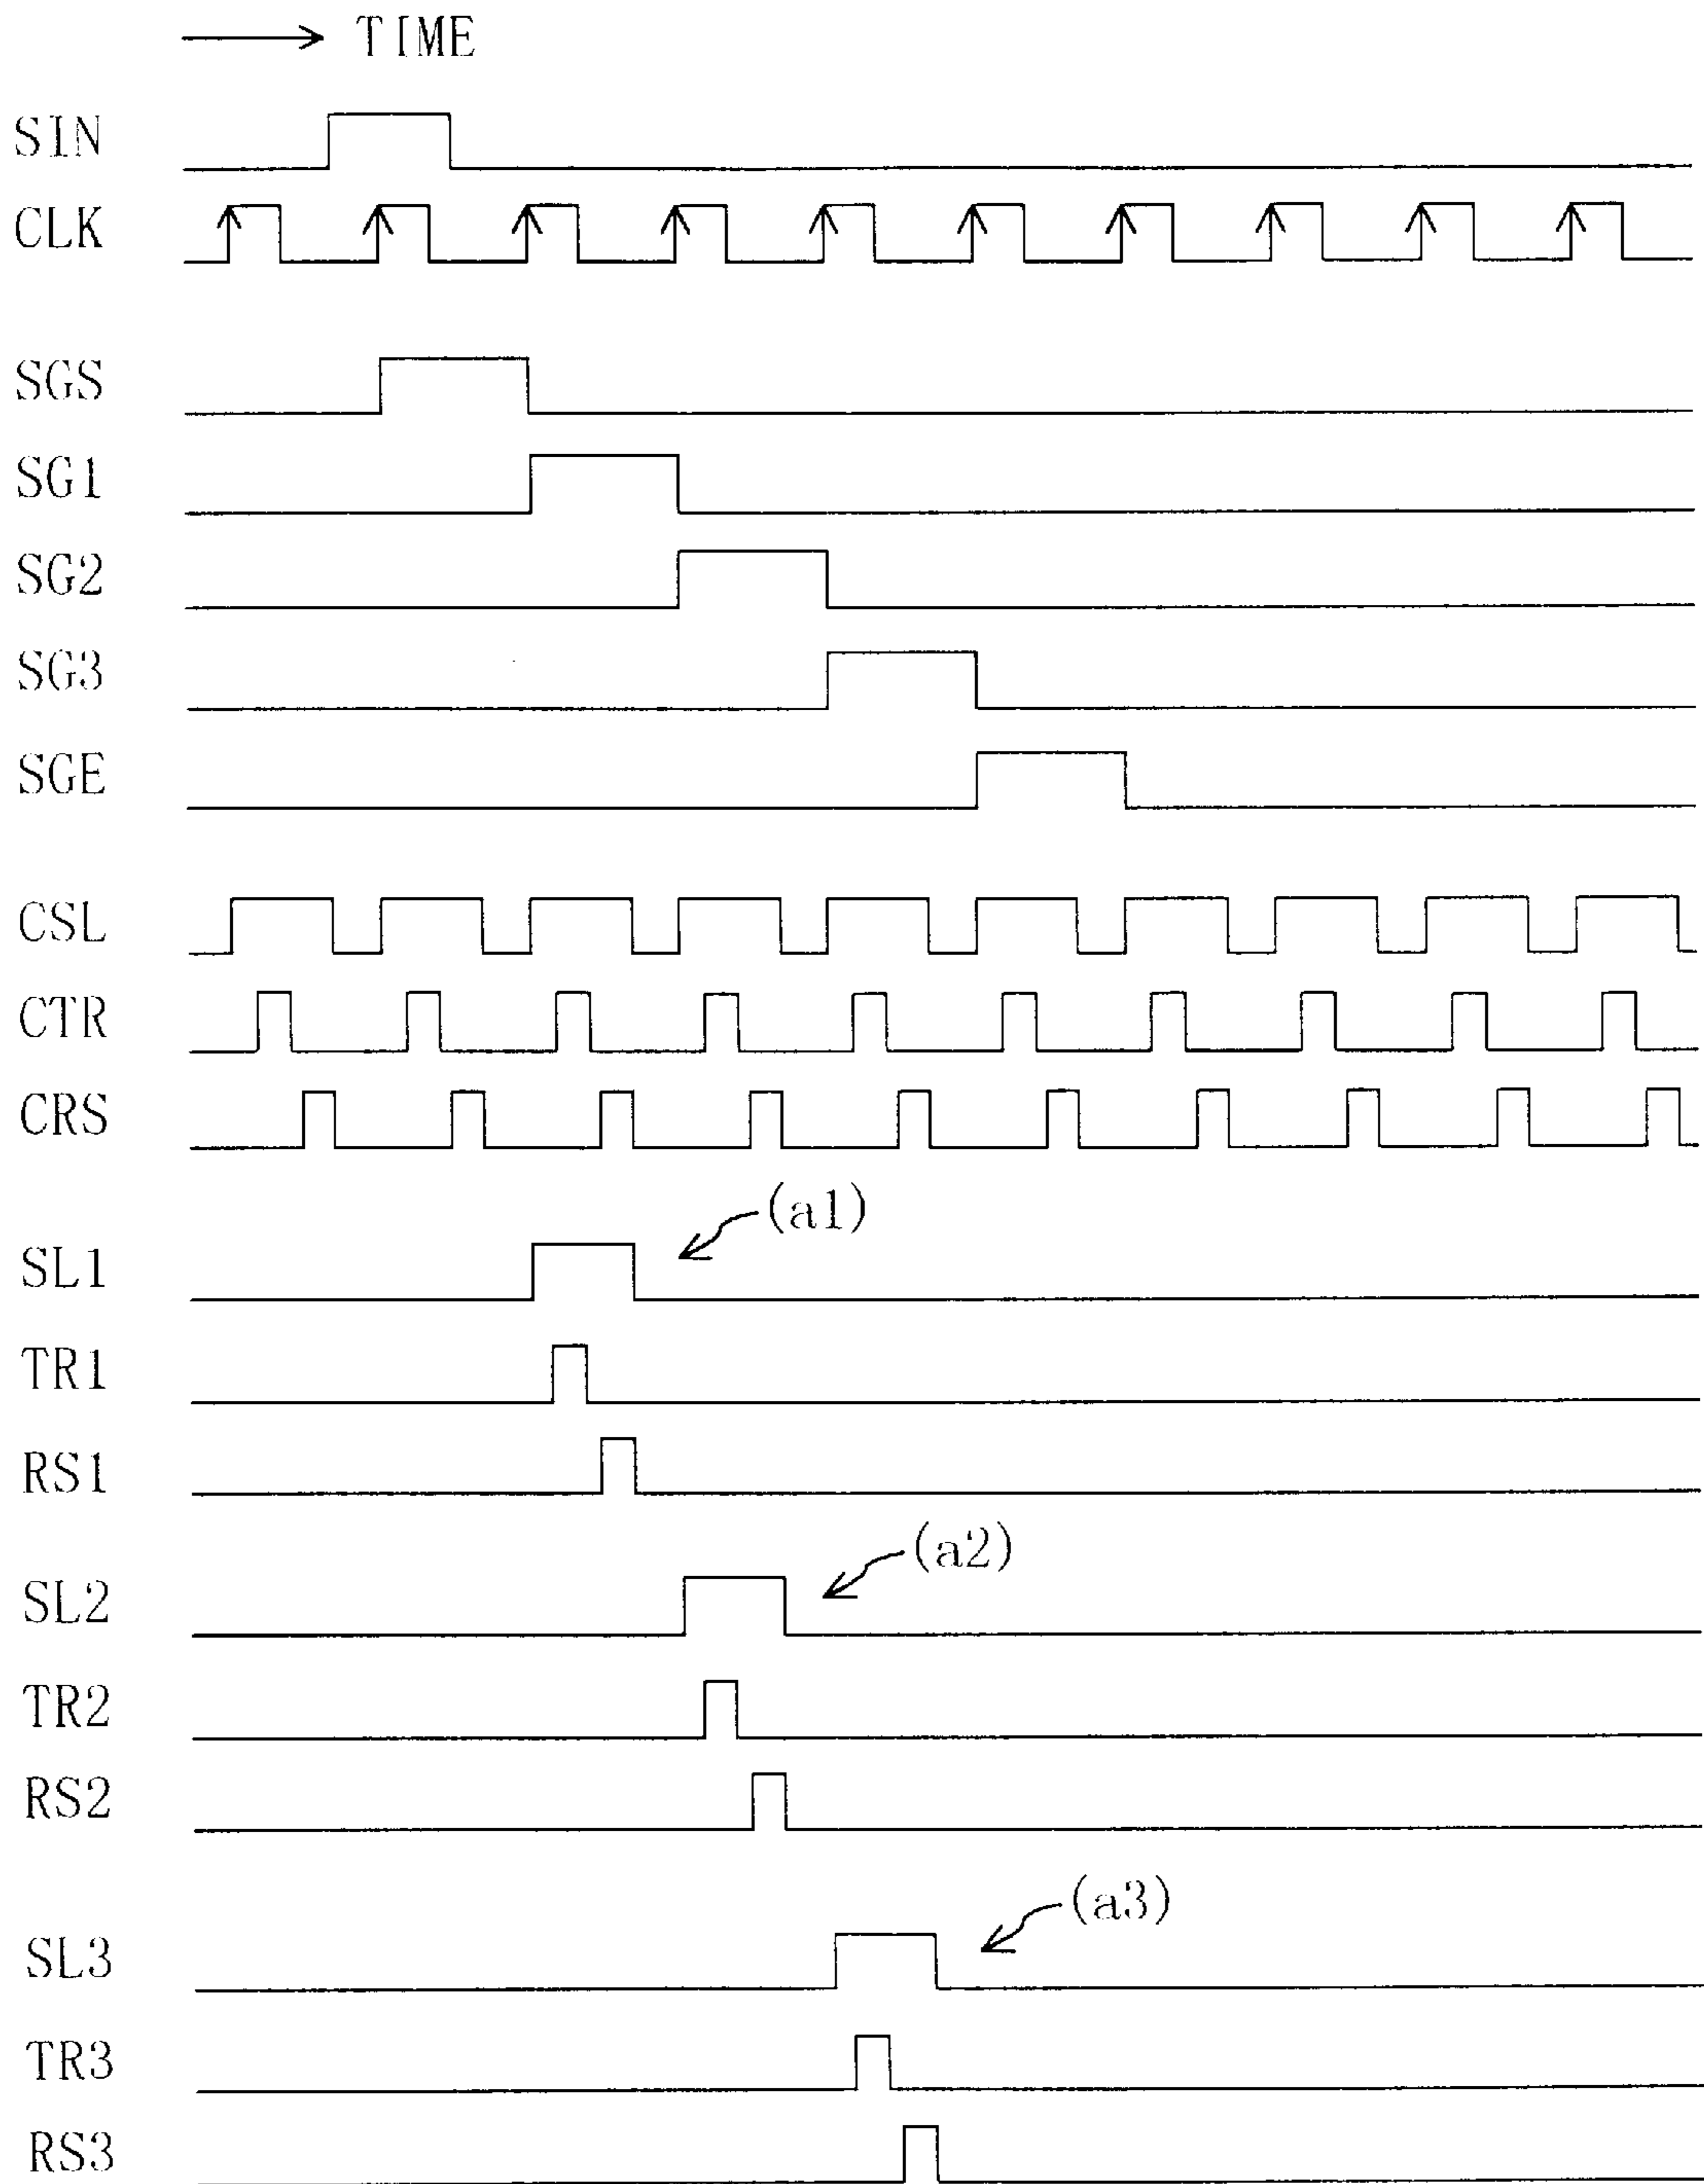 TIME
SIN
CLK
SGS
SG1
SG2
SG3
SGE
CSL
CTR
CRS
(a1)
SL1
TR1
RS1
(a2)
SL2
TR2
RS2
(a3)
SL3
TR3
RS3